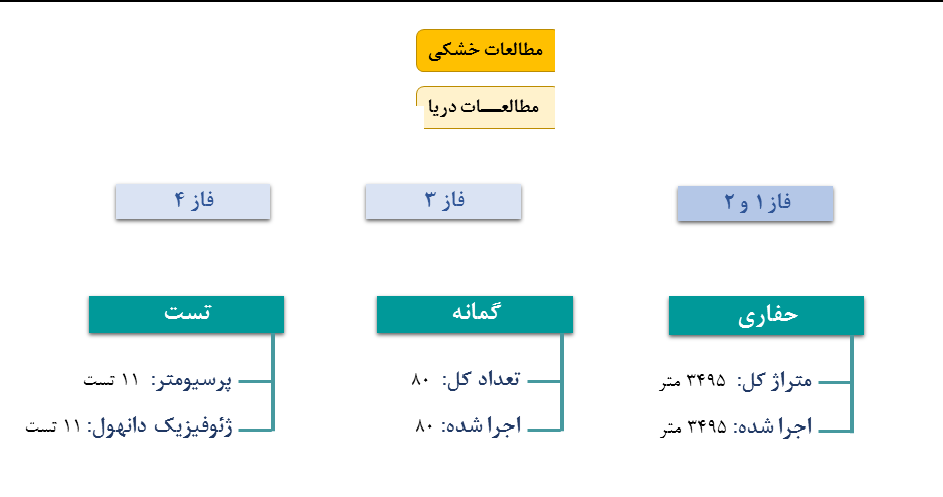 مطالعات خشکی
مطالعـــات دریا
فاز ۱ و ۲
فاز ۳
فاز ۴
حفاری
متراژ کل: ۳۴۹۵ متر
اجرا شده: ۳۴۹۵ متر
گمانه
تعداد کل: ۸۰
اجرا شده: ۸۰
تست
پرسیومتر: ۱۱ تست
ژئوفیزیک دانهول: ۱۱ تست